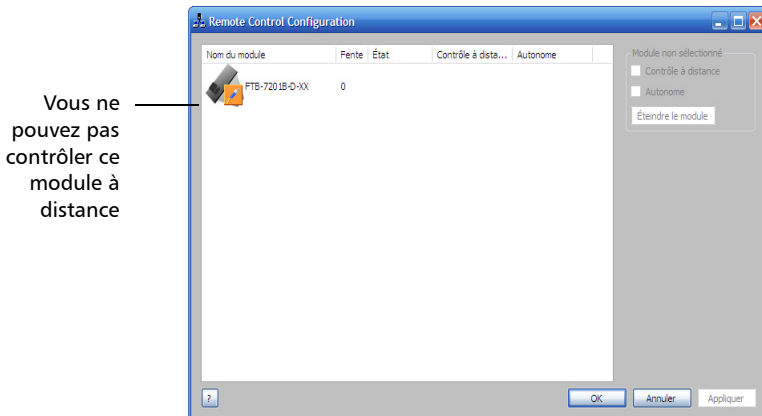 Remote Control Configuration
Nom du module Fente État Contrôle à dista... Autonome
FTB-7201B-D-XX 0
Vous ne
pouvez pas
contrôler ce
module à
distance
Module non sélectionné
Contrôle à distance
Autonome
Éteindre le module
? OK Annuler Appliquer